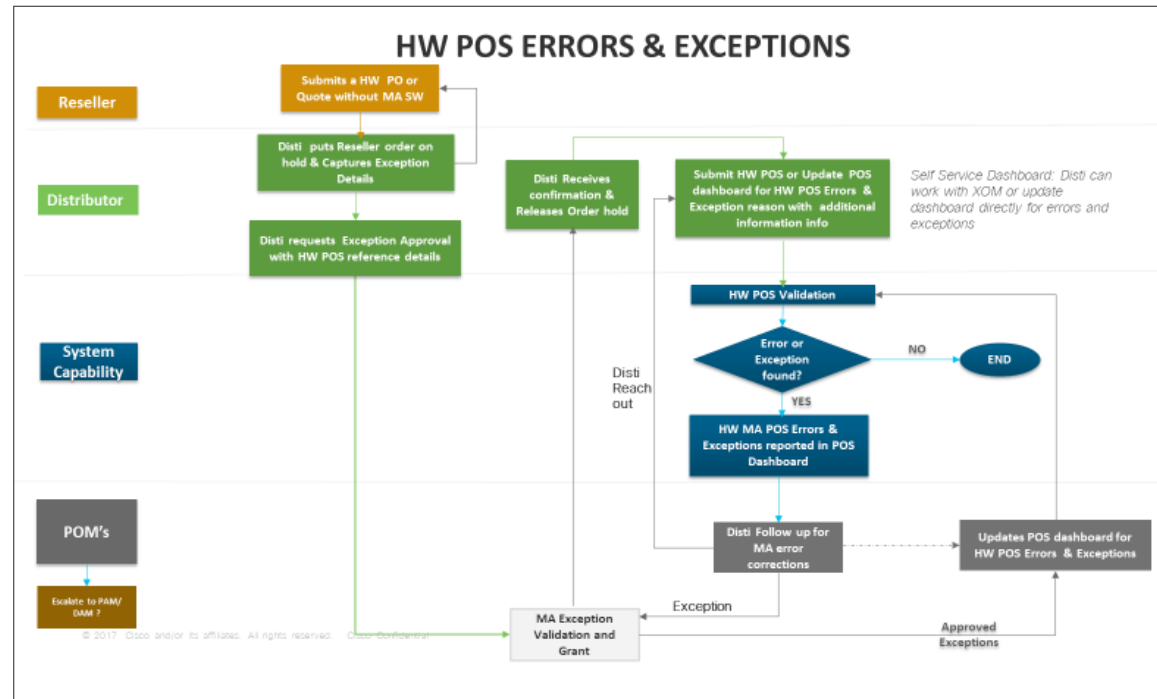 HW POS ERRORS & EXCEPTIONS
Reseller
Submits a HW PO or
Quote without MA SW
Distributor
Disti puts Reseller order on
hold & Captures Exception
Details
Disti requests Exception Approval
with HW POS reference details
Disti Receives
confirmation &
Releases Order hold
Submit HW POS or Update POS
dashboard for HW POS Errors &
Exception reason with additional
information info
Self Service Dashboard: Disti can
work with XOM or update
dashboard directly for errors and
exceptions
System
Capability
HW POS Validation
Error or
Exception
found?
NO
END
YES
Disti
Reach
out
HW MA POS Errors &
Exceptions reported in POS
Dashboard
POM's
Escalate to PAM/
DAM ?
Disti Follow up for
MA error
corrections
Updates POS dashboard for
HW POS Errors & Exceptions
Exception
MA Exception
Validation and
Grant
Approved
Exceptions
© 2017 Cisco and/or its affiliates. All rights reserved. Cisco Confidential